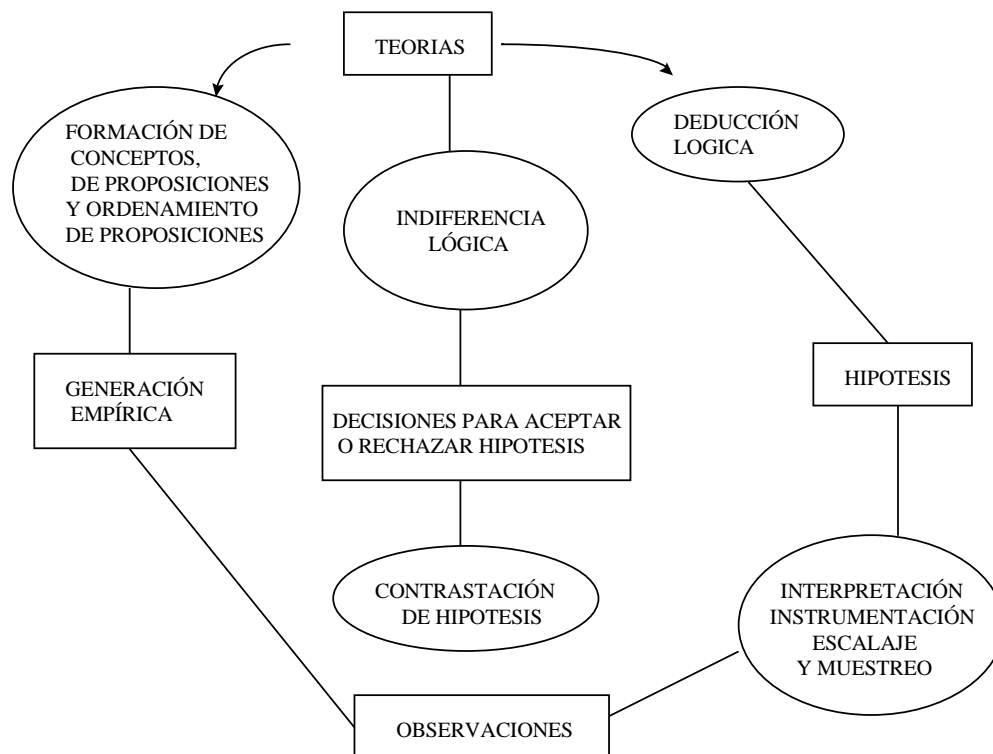 TEORIAS
FORMACIÓN DE
CONCEPTOS,
DE PROPOSICIONES
Y ORDENAMIENTO
DE PROPOSICIONES
DEDUCCIÓN
LOGICA
INDIFERENCIA
LÓGICA
GENERACIÓN
EMPÍRICA
DECISIONES PARA ACEPTAR
O RECHAZAR HIPOTESIS
HIPOTESIS
CONTRASTACIÓN
DE HIPOTESIS
INTERPRETACIÓN
INSTRUMENTACIÓN
ESCALAJE
Y MUESTREO
OBSERVACIONES